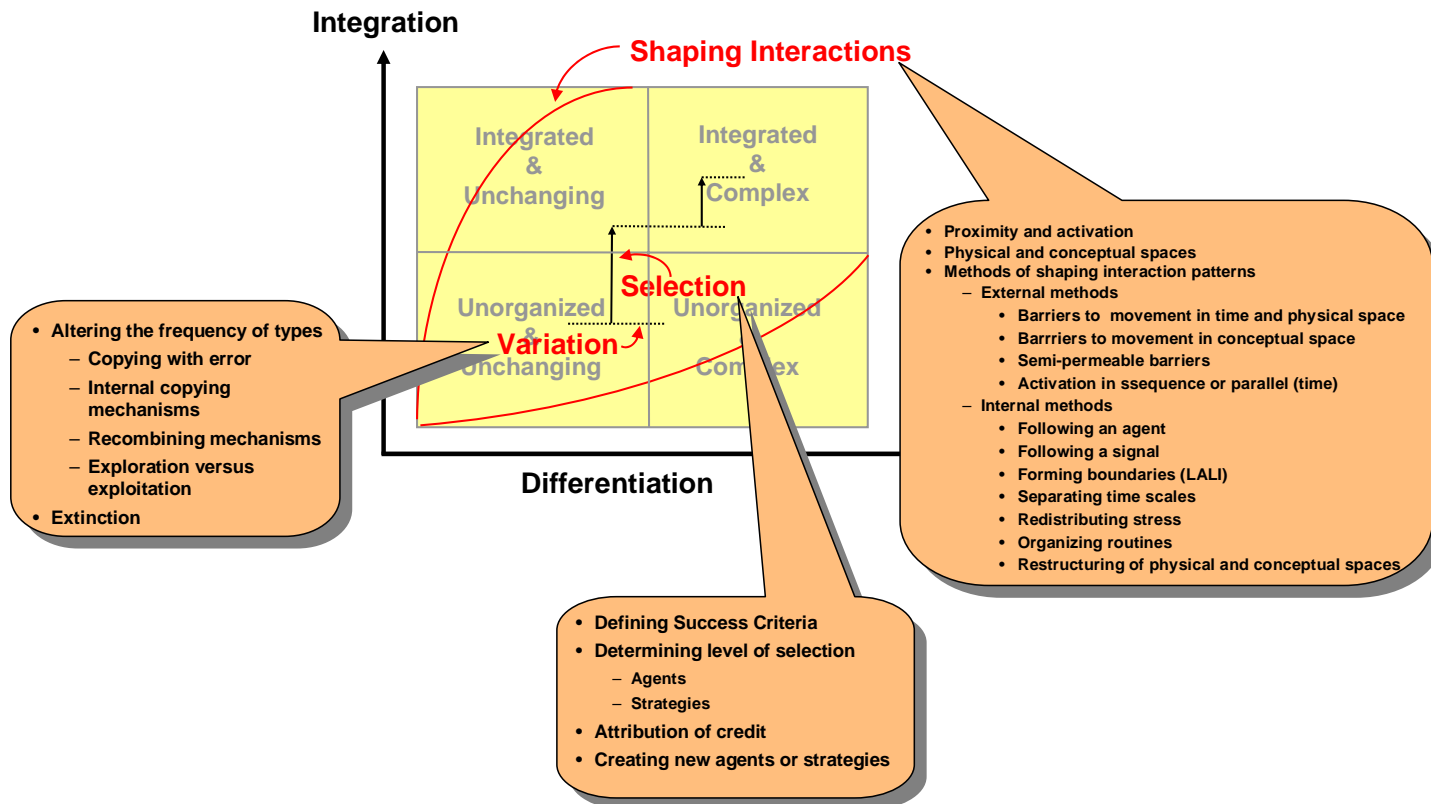 Integration
Shaping Interactions
Integrated
&
Unchanging
Integrated
&
Complex
Selection
Unorganized
&
Unchanging
Variation
Unorganized
Complex
Differentiation
• Altering the frequency of types
– Copying with error
– Internal copying
mechanisms
– Recombining mechanisms
– Exploration versus
exploitation
• Extinction
• Proximity and activation
• Physical and conceptual spaces
• Methods of shaping interaction patterns
– External methods
• Barriers to movement in time and physical space
• Barrriers to movement in conceptual space
• Semi-permeable barriers
• Activation in ssequence or parallel (time)
– Internal methods
• Following an agent
• Following a signal
• Forming boundaries (LALI)
• Separating time scales
• Redistributing stress
• Organizing routines
• Restructuring of physical and conceptual spaces
• Defining Success Criteria
• Determining level of selection
– Agents
– Strategies
• Attribution of credit
• Creating new agents or strategies